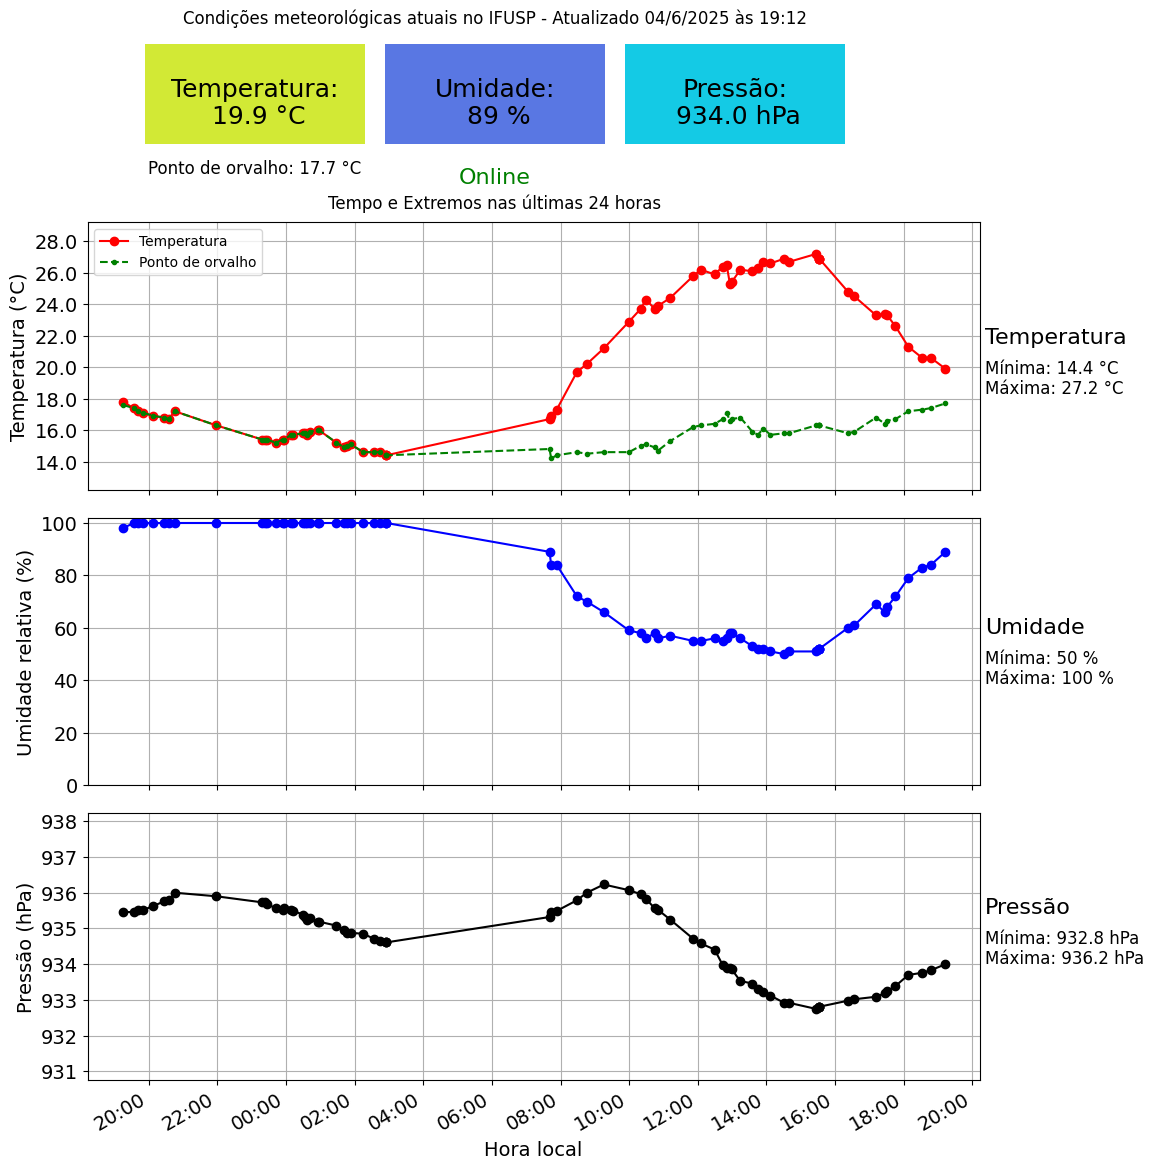 Condições meteorológicas atuais no IFUSP - Atualizado 04/6/2025 às 19:12
Temperatura:
19.9 °C
Umidade:
89 %
Pressão:
934.0 hPa
Ponto de orvalho: 17.7 °C
Online
Tempo e Extremos nas últimas 24 horas
Temperatura (°C)
28.0
26.0
24.0
22.0
20.0
18.0
16.0
14.0
Temperatura
Ponto de orvalho
Temperatura
Mínima: 14.4 °C
Máxima: 27.2 °C
Umidade relativa (%)
100
80
60
40
20
0
Umidade
Mínima: 50 %
Máxima: 100 %
Pressão (hPa)
938
937
936
935
934
933
932
931
Pressão
Mínima: 932.8 hPa
Máxima: 936.2 hPa
20:00
22:00
00:00
02:00
04:00
06:00
08:00
10:00
12:00
14:00
16:00
18:00
20:00
Hora local